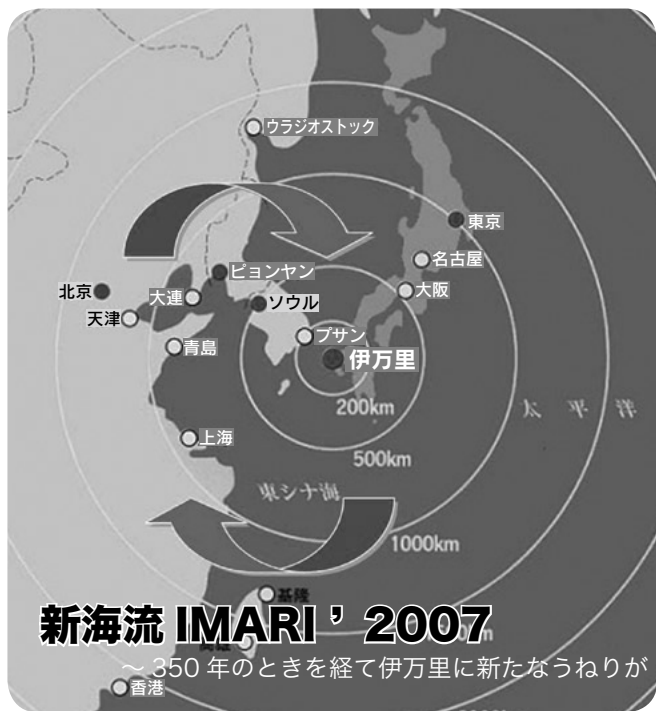 ウラジオストック
東京
名古屋
ピョンヤン
大阪
北京
大連
ソウル
天津
プサン
青島
伊万里
200km
太平洋
上海
500km
東シナ海
1000km
基隆
新海流 IMARI ’ 2007
高雄
～ 350 年のときを経て伊万里に新たなうねりが
香港